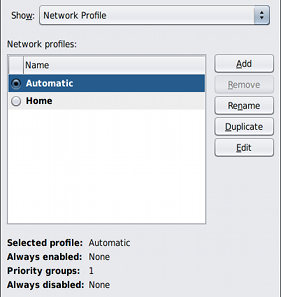 Show: Network Profile
Network profiles:
Name
Automatic
Home
Add
Remove
Rename
Duplicate
Edit
Selected profile: Automatic
Always enabled: None
Priority groups: 1
Always disabled: None